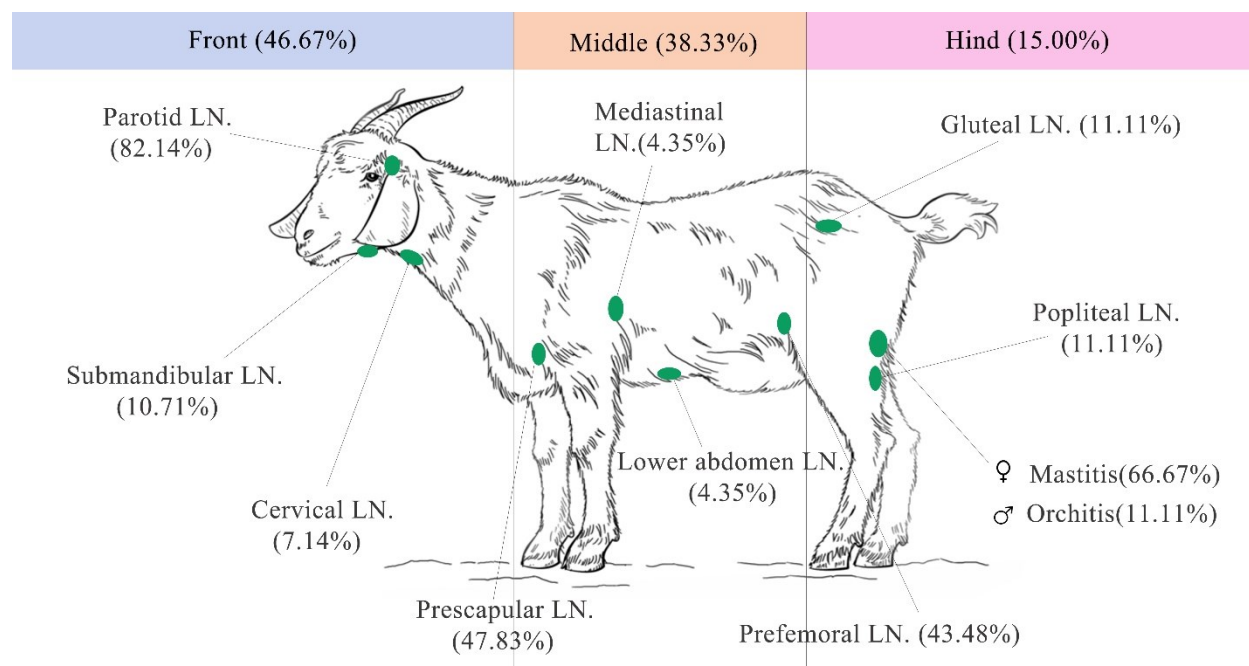 Front (46.67%)
Middle (38.33%)
Hind (15.00%)
Parotid LN.
(82.14%)
Mediastinal
LN.(4.35%)
Gluteal LN. (11.11%)
Submandibular LN.
(10.71%)
Popliteal LN.
(11.11%)
Cervical LN.
(7.14%)
Lower abdomen LN.
(4.35%)
♀ Mastitis(66.67%)
♂ Orchitis(11.11%)
Prescapular LN.
(47.83%)
Prefemoral LN. (43.48%)